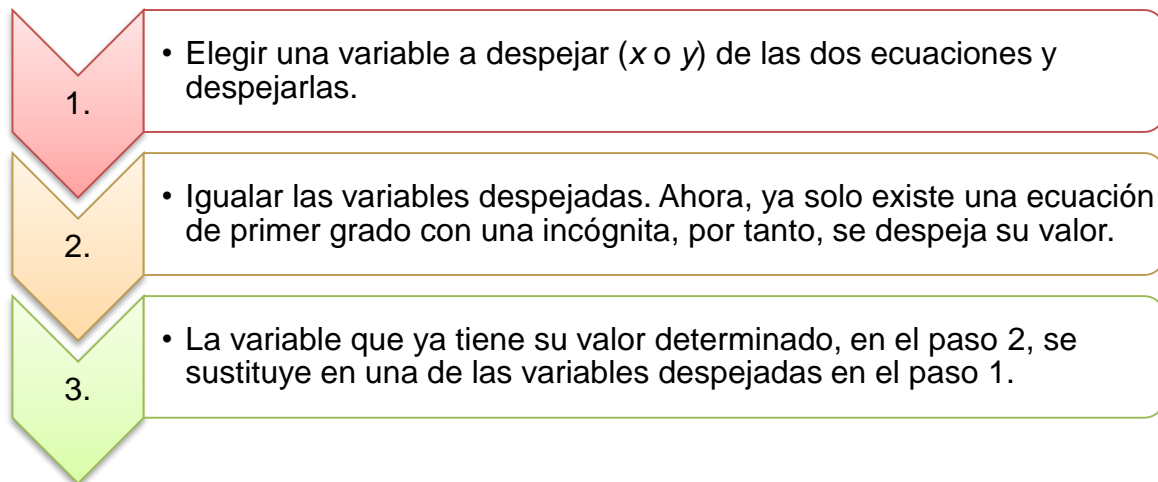 1.
• Elegir una variable a despejar (x o y) de las dos ecuaciones y
despejarlas.
2.
• Igualar las variables despejadas. Ahora, ya solo existe una ecuación
de primer grado con una incógnita, por tanto, se despeja su valor.
3.
• La variable que ya tiene su valor determinado, en el paso 2, se
sustituye en una de las variables despejadas en el paso 1.